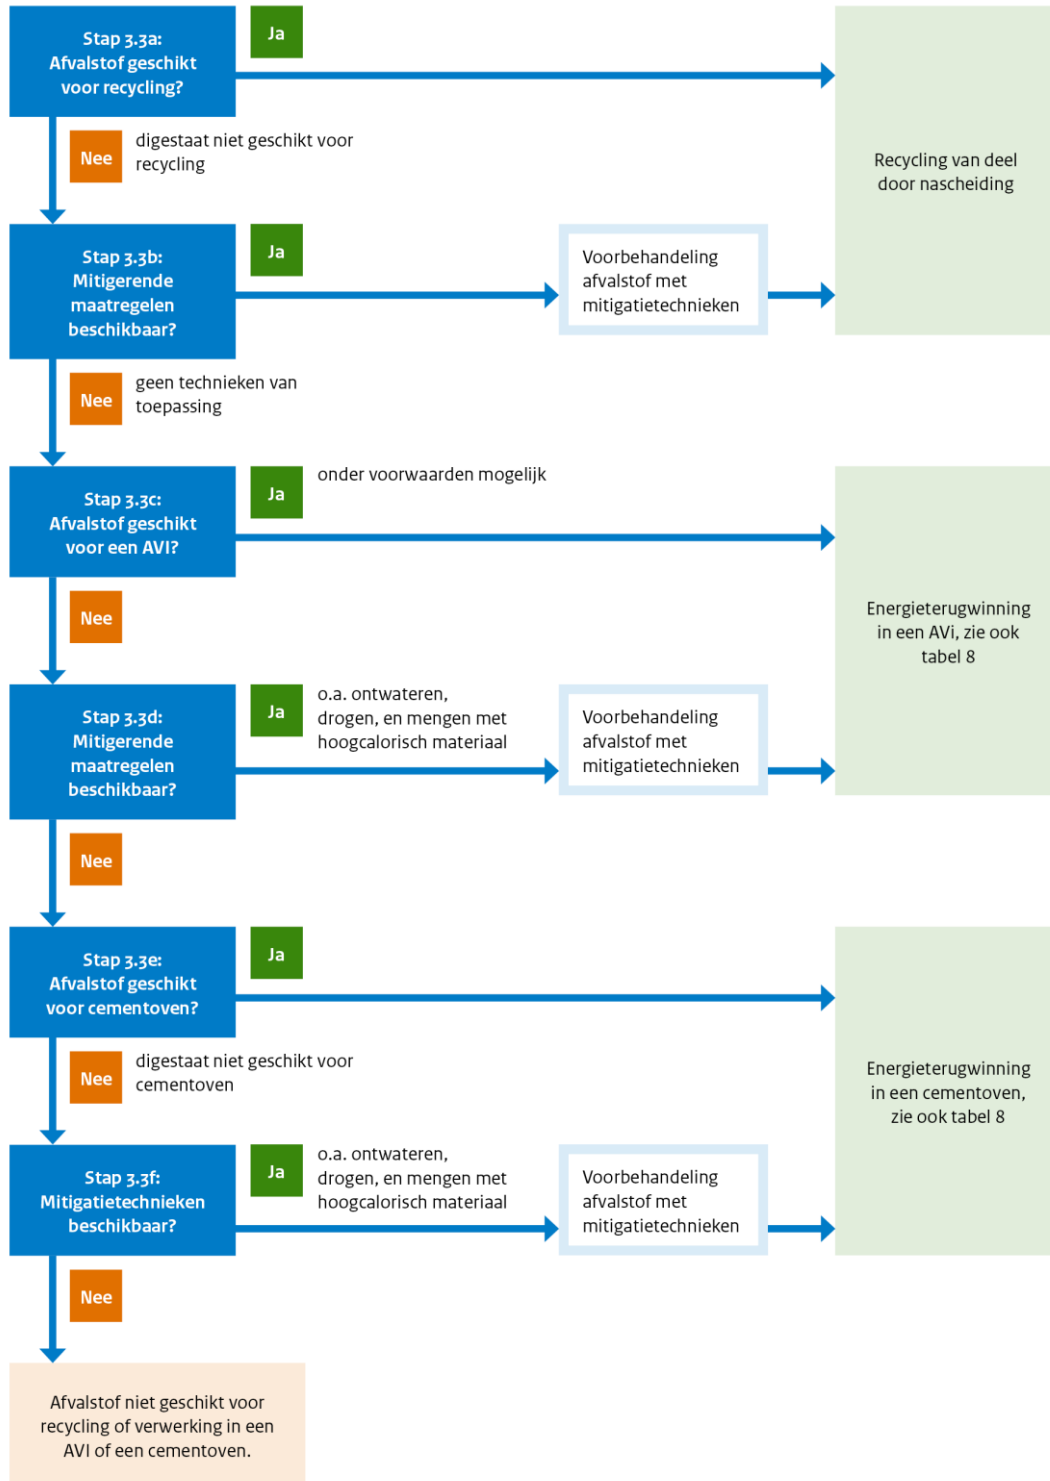 Stap 3.3a:
Afvalstof geschikt
voor recycling?
Ja
Nee
digestaat niet geschikt voor
recycling
Recycling van deel
door nascheiding
Stap 3.3b:
Mitigerende
maatregelen
beschikbaar?
Ja
Voorbehandeling
afvalstof met
mitigatietechnieken
Nee
geen technieken van
toepassing
Stap 3.3c:
Afvalstof geschikt
voor een AVI?
Ja
onder voorwaarden mogelijk
Nee
Energieterugwinning
in een AVi, zie ook
tabel 8
Stap 3.3d:
Mitigerende
maatregelen
beschikbaar?
Ja
o.a. ontwateren,
drogen, en mengen met
hoogcalorisch materiaal
Voorbehandeling
afvalstof met
mitigatietechnieken
Nee
Stap 3.3e:
Afvalstof geschikt
voor cementoven?
Ja
Nee
digestaat niet geschikt voor
cementoven
Energieterugwinning
in een cementoven,
zie ook tabel 8
Stap 3.3f:
Mitigatietechnieken
beschikbaar?
Ja
o.a. ontwateren,
drogen, en mengen met
hoogcalorisch materiaal
Voorbehandeling
afvalstof met
mitigatietechnieken
Nee
Afvalstof niet geschikt voor
recycling of verwerking in een
AVI of een cementoven.